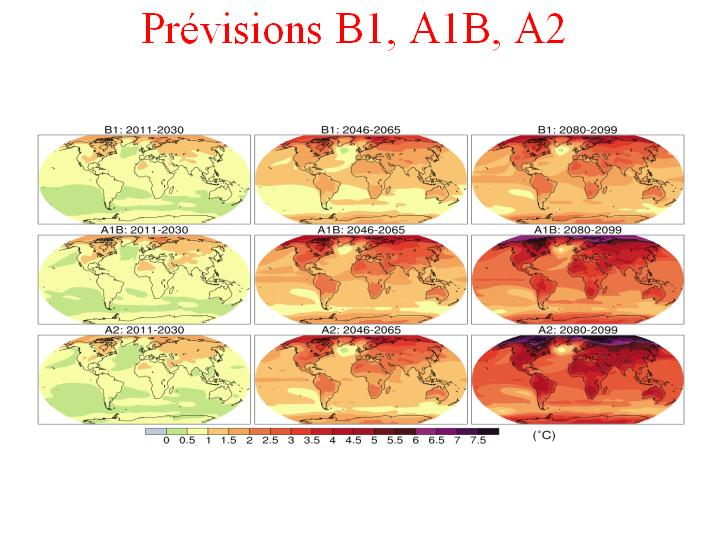 Prévisions B1, A1B, A2
B1: 2011-2030 B1: 2046-2065 B1: 2080-2099
A1B: 2011-2030 A1B: 2046-2065 A1B: 2080-2099
A2: 2011-2030 A2: 2046-2065 A2: 2080-2099
0 0.5 1 1.5 2 2.5 3 3.5 4 4.5 5 5.5 6 6.5 7 7.5 (°C)